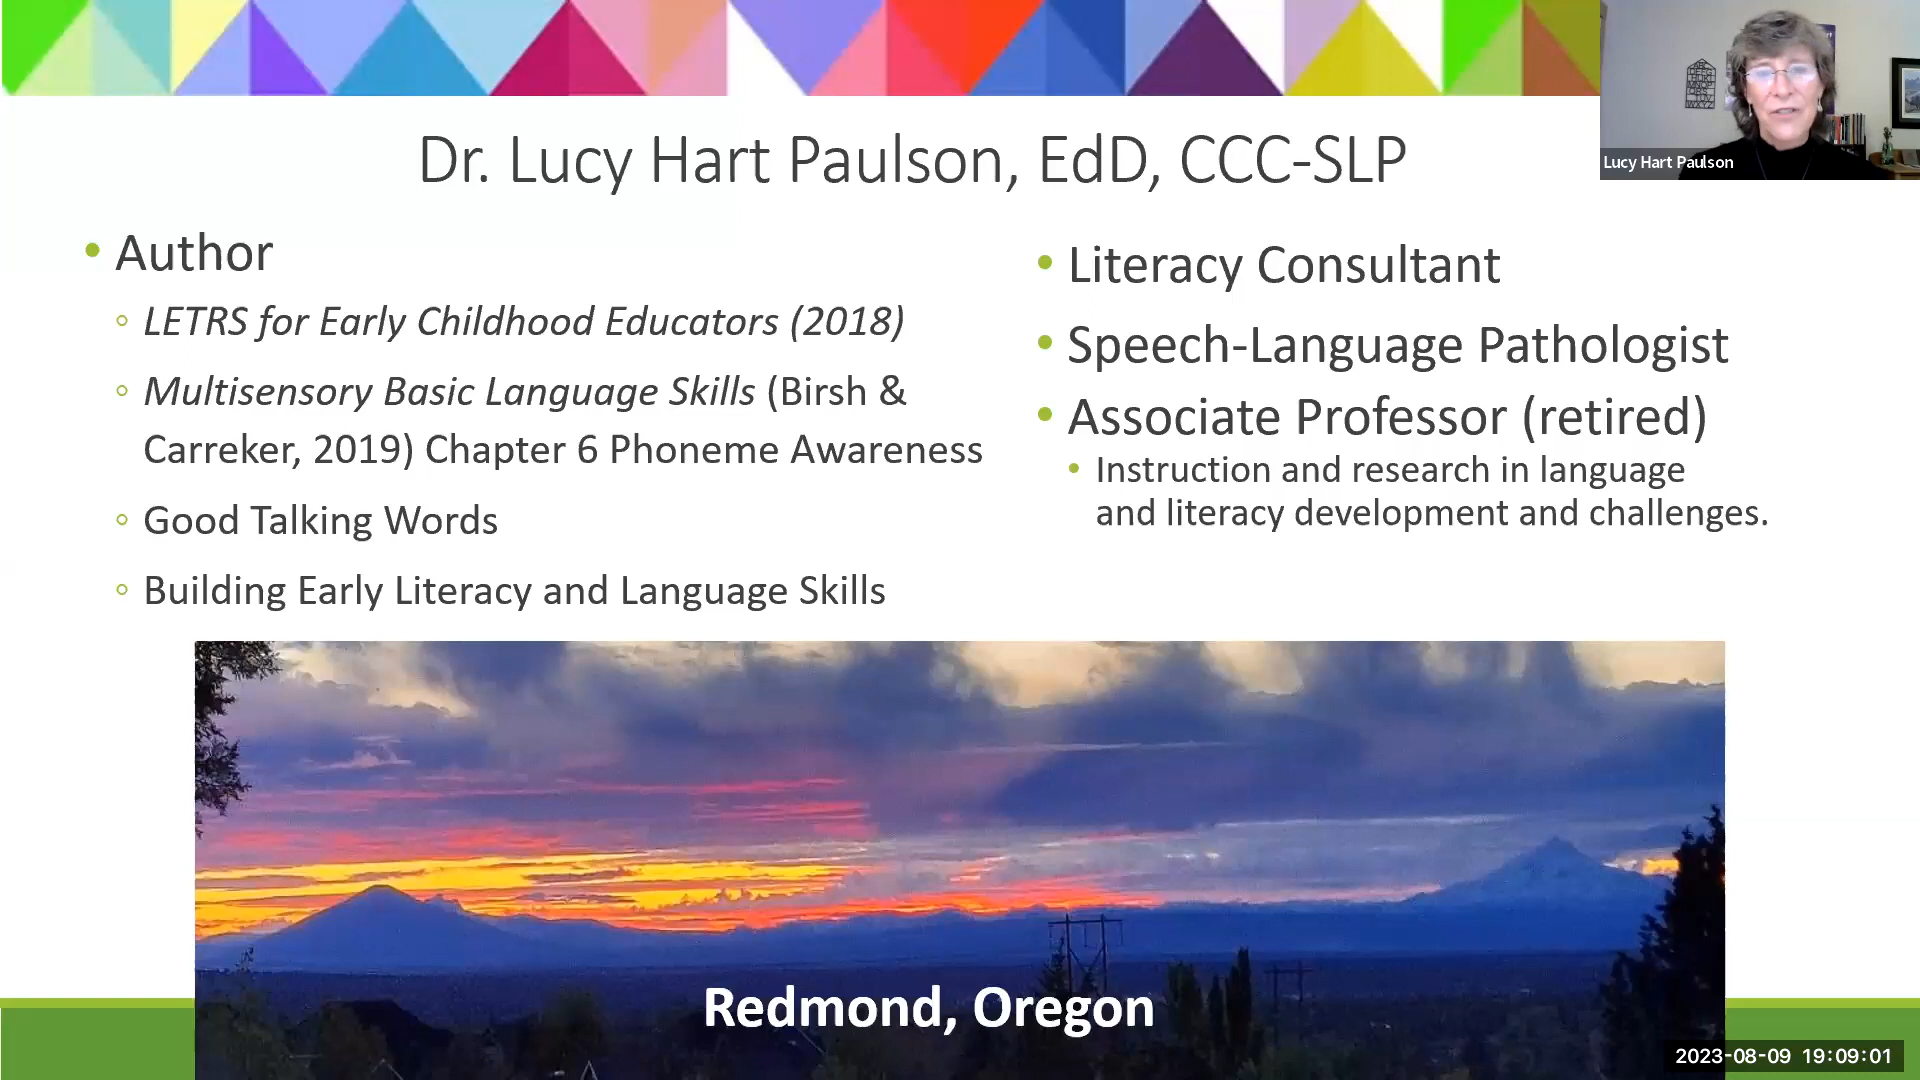 Dr. Lucy Hart Paulson, EdD, CCC-SLP
Lucy Hart Paulson
• Author
◦ LETRS for Early Childhood Educators (2018)
◦ Multisensory Basic Language Skills (Birsh &
Carreker, 2019) Chapter 6 Phoneme Awareness
◦ Good Talking Words
◦ Building Early Literacy and Language Skills
• Literacy Consultant
• Speech-Language Pathologist
• Associate Professor (retired)
• Instruction and research in language
and literacy development and challenges.
Redmond, Oregon
2023-08-09 19:09:01